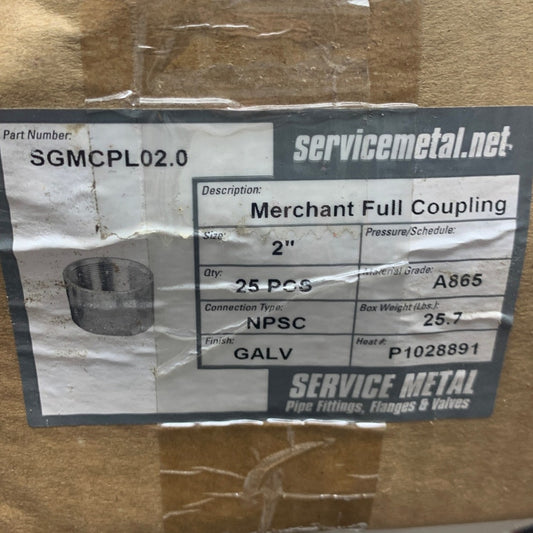 Part Number:
SGMCPL02.0
servicemetal.net
Description:
Merchant Full Coupling
Size:
2"
Pressure/Schedule:
Qty:
25 PCS
Material Grade:
A865
Connection Type:
NPSC
Box Weight (Lbs.):
25.7
Finish:
GALV
Heat #:
P1028891
SERVICE METAL
Pipe Fittings, Flanges & Valves